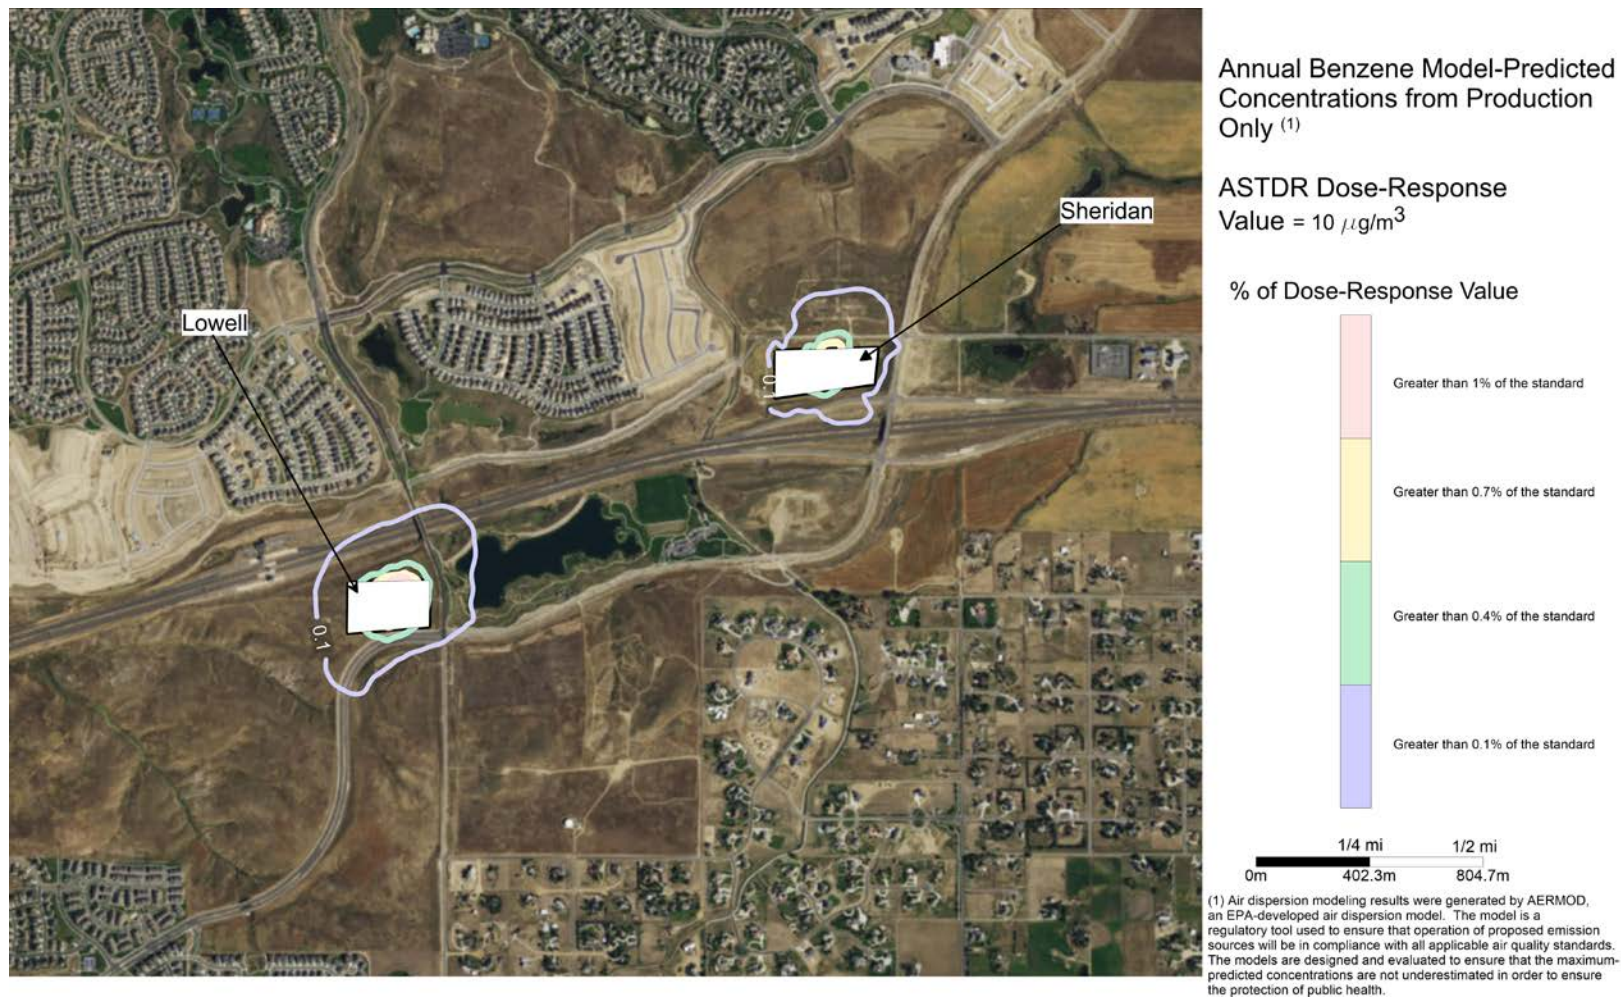 Annual Benzene Model-Predicted
Concentrations from Production
Only (1)
ASTDR Dose-Response
Value = 10 μg/m³
% of Dose-Response Value
Greater than 1% of the standard
Greater than 0.7% of the standard
Greater than 0.4% of the standard
Greater than 0.1% of the standard
1/4 mi 1/2 mi
0m 402.3m 804.7m
(1) Air dispersion modeling results were generated by AERMOD,
an EPA-developed air dispersion model. The model is a
regulatory tool used to ensure that operation of proposed emission
sources will be in compliance with all applicable air quality standards.
The models are designed and evaluated to ensure that the maximum-
predicted concentrations are not underestimated in order to ensure
the protection of public health.
Sheridan
Lowell
0.1
0.1